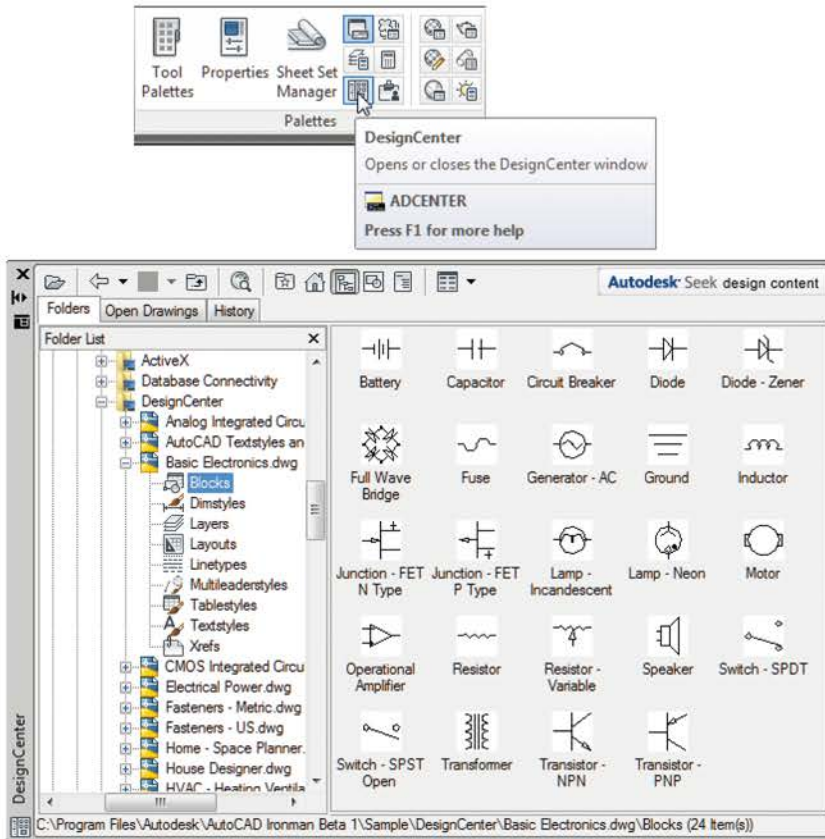 Tool
Palettes
Properties
Sheet Set
Manager
Palettes
DesignCenter
Opens or closes the DesignCenter window
ADCENTER
Press F1 for more help
Autodesk Seek design content
Folders
Open Drawings
History
Folder List
ActiveX
Database Connectivity
DesignCenter
Analog Integrated Circu
AutoCAD Textstyles an
Basic Electronics.dwg
Blocks
Dimstyles
Layers
Layouts
Linetypes
Multileaderstyles
Tablestyles
Textstyles
Xrefs
CMOS Integrated Circu
Electrical Power.dwg
Fasteners - Metric.dwg
Fasteners - US.dwg
Home - Space Planner.
House Designer.dwg
HVAC - Heating Ventila
Battery
Capacitor
Circuit Breaker
Diode
Diode - Zener
Full Wave
Bridge
Fuse
Generator - AC
Ground
Inductor
Junction - FET
N Type
Junction - FET
P Type
Lamp -
Incandescent
Lamp - Neon
Motor
Operational
Amplifier
Resistor
Resistor -
Variable
Speaker
Switch - SPDT
Switch - SPST
Open
Transformer
Transistor -
NPN
Transistor -
PNP
DesignCenter
C:\Program Files\Autodesk\AutoCAD Ironman Beta 1\Sample\DesignCenter\Basic Electronics.dwg\Blocks (24 Item(s))